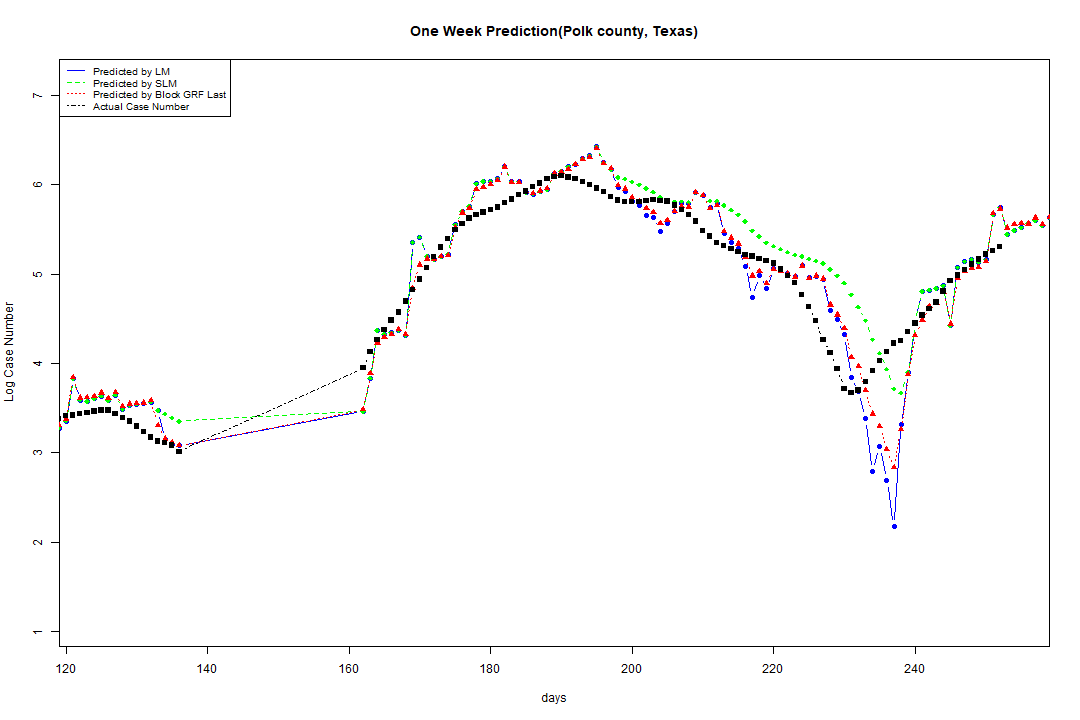 One Week Prediction(Polk county, Texas)
Predicted by LM
Predicted by SLM
Predicted by Block GRF Last
Actual Case Number
7
6
5
4
3
2
1
Log Case Number
120 140 160 180 200 220 240
days